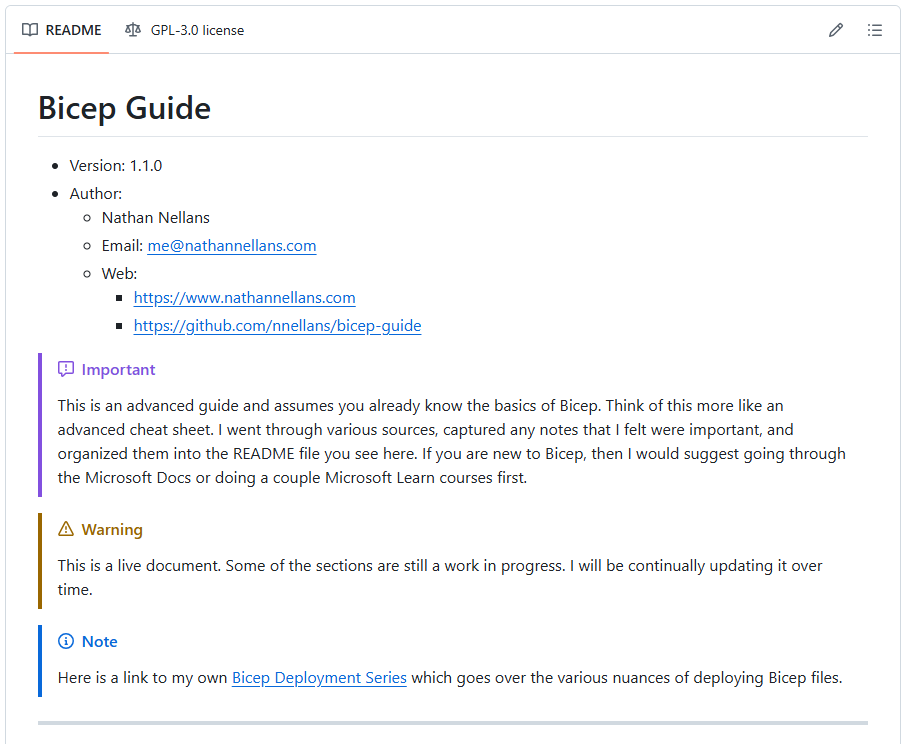 README GPL-3.0 license
Bicep Guide
Version: 1.1.0
Author:
Nathan Nellans
Email: me@nathannellans.com
Web:
https://www.nathannellans.com
https://github.com/nnellans/bicep-guide
Important
This is an advanced guide and assumes you already know the basics of Bicep. Think of this more like an
advanced cheat sheet. I went through various sources, captured any notes that I felt were important, and
organized them into the README file you see here. If you are new to Bicep, then I would suggest going through
the Microsoft Docs or doing a couple Microsoft Learn courses first.
Warning
This is a live document. Some of the sections are still a work in progress. I will be continually updating it over
time.
Note
Here is a link to my own Bicep Deployment Series which goes over the various nuances of deploying Bicep files.